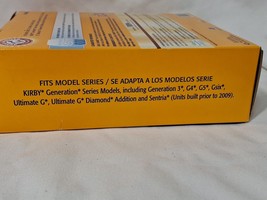 FITS MODEL SERIES / SE ADAPTA A LOS MODELOS SERIE
KIRBY* Generation* Series Models, including Generation 3*, G4*, G5*, Gsix*,
Ultimate G*, Ultimate G* Diamond* Addition and Sentria* (Units built prior to 2009).